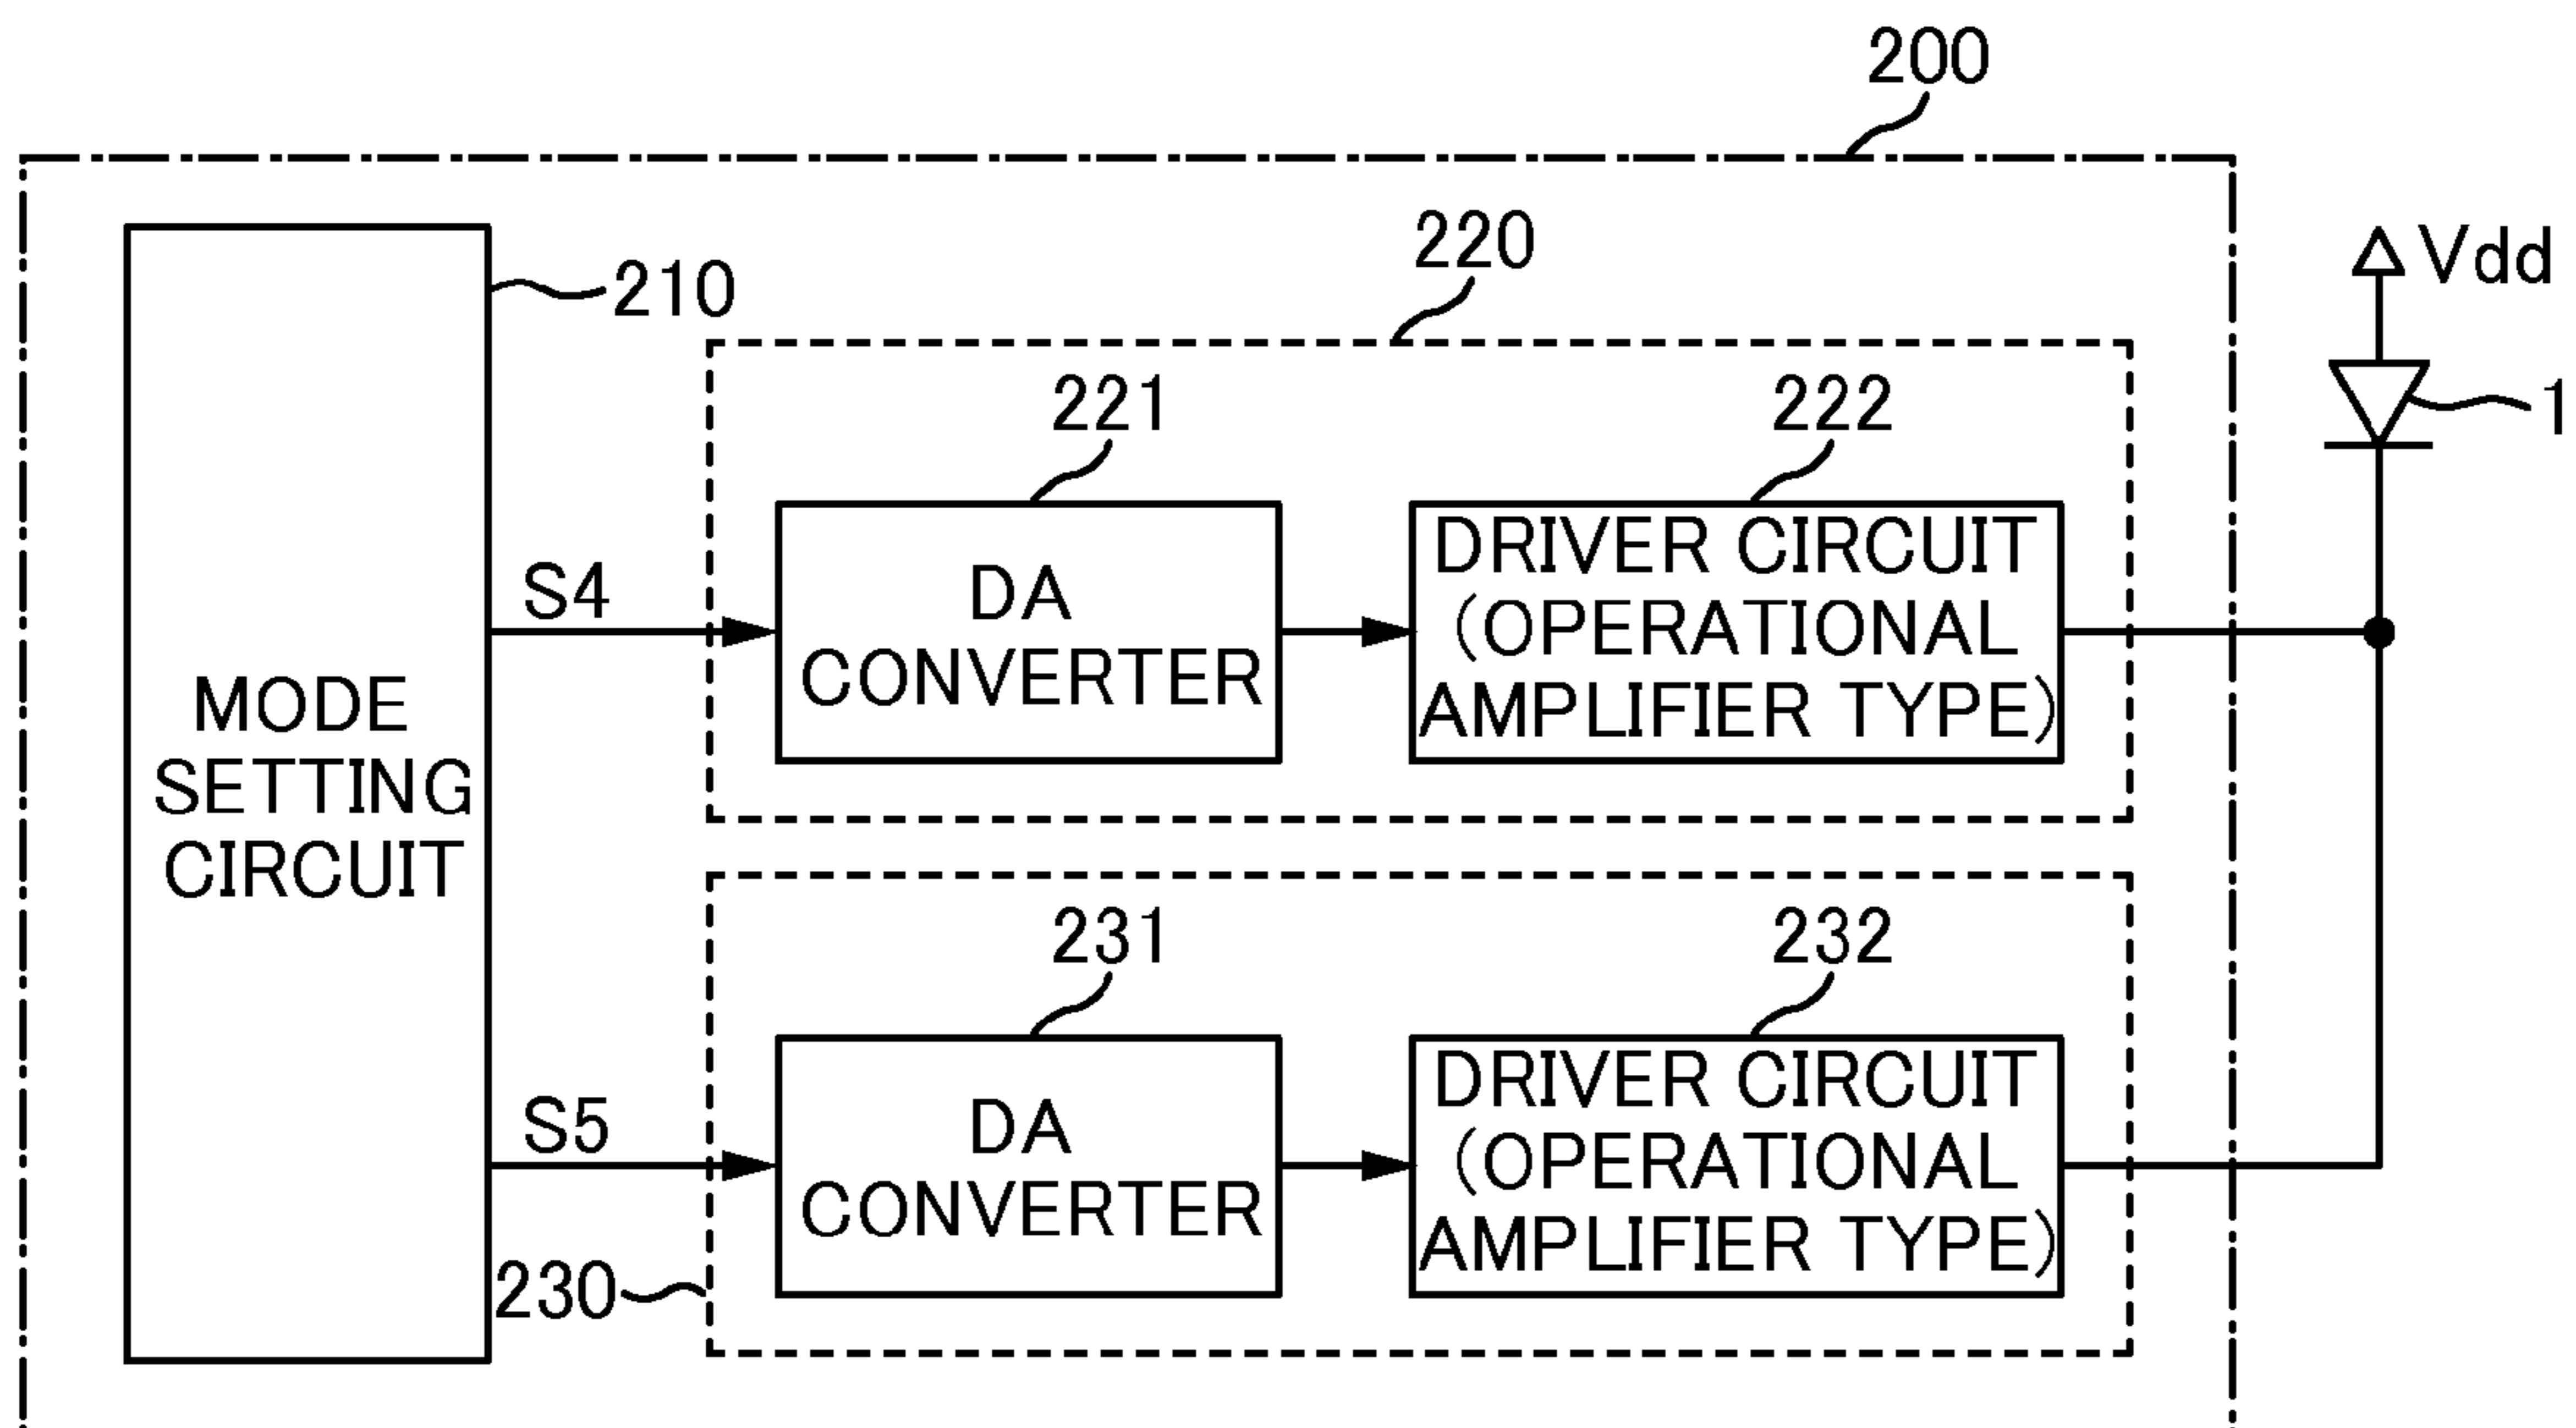 200
220
Vdd
210
221
222
1
S4
DA
CONVERTER
DRIVER CIRCUIT
(OPERATIONAL
AMPLIFIER TYPE)
MODE
SETTING
CIRCUIT
231
232
S5
DA
CONVERTER
DRIVER CIRCUIT
(OPERATIONAL
AMPLIFIER TYPE)
230